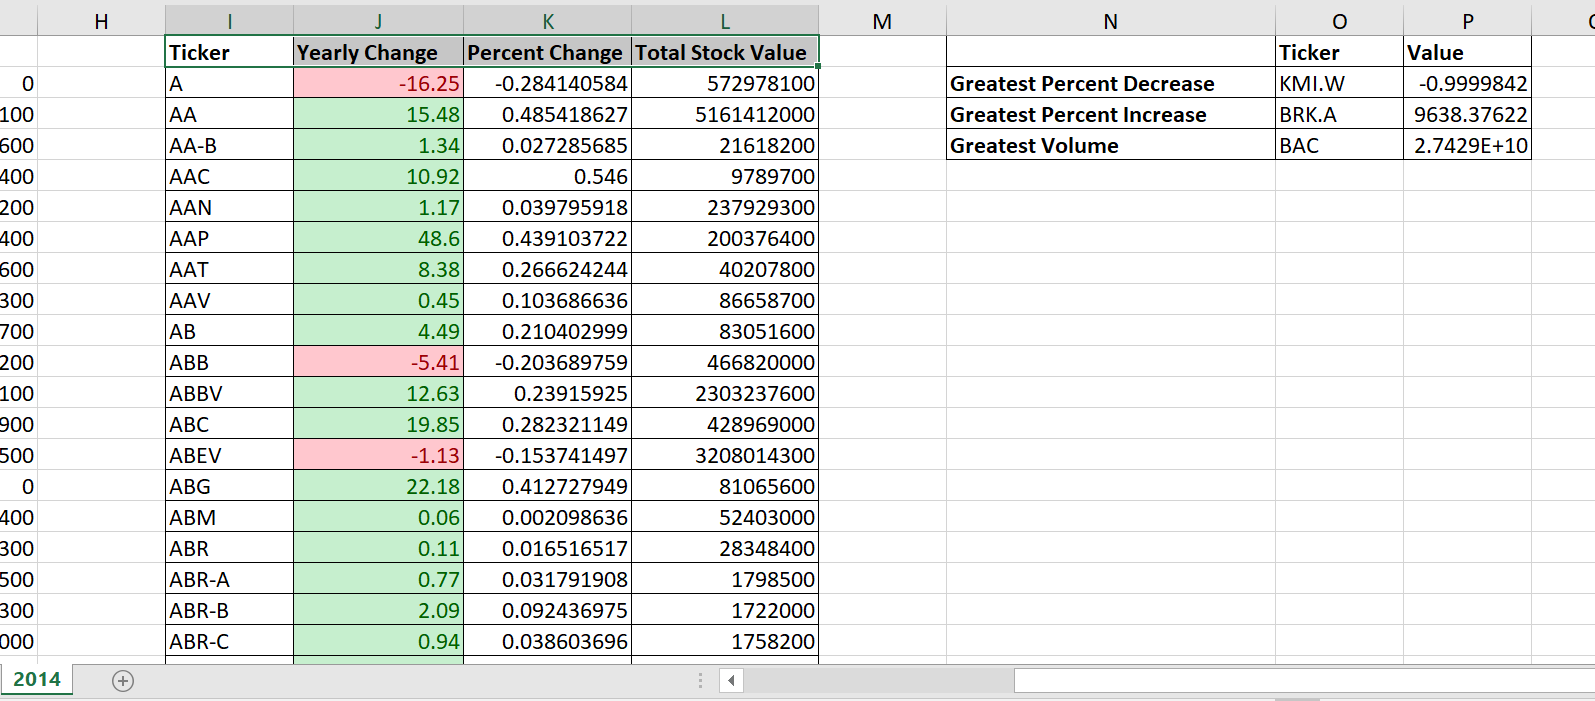 H I J K L M N O P
Ticker Yearly Change Percent Change Total Stock Value Ticker Value
0 A -16.25 -0.284140584 572978100 Greatest Percent Decrease KMI.W -0.9999842
100 AA 15.48 0.485418627 5161412000 Greatest Percent Increase BRK.A 9638.37622
600 AA-B 1.34 0.027285685 21618200 Greatest Volume BAC 2.7429E+10
400 AAC 10.92 0.546 9789700
200 AAN 1.17 0.039795918 237929300
400 AAP 48.6 0.439103722 200376400
600 AAT 8.38 0.266624244 40207800
300 AAV 0.45 0.103686636 86658700
700 AB 4.49 0.210402999 83051600
200 ABB -5.41 -0.203689759 466820000
100 ABBV 12.63 0.23915925 2303237600
900 ABC 19.85 0.282321149 428969000
500 ABEV -1.13 -0.153741497 3208014300
0 ABG 22.18 0.412727949 81065600
400 ABM 0.06 0.002098636 52403000
300 ABR 0.11 0.016516517 28348400
500 ABR-A 0.77 0.031791908 1798500
300 ABR-B 2.09 0.092436975 1722000
000 ABR-C 0.94 0.038603696 1758200
2014